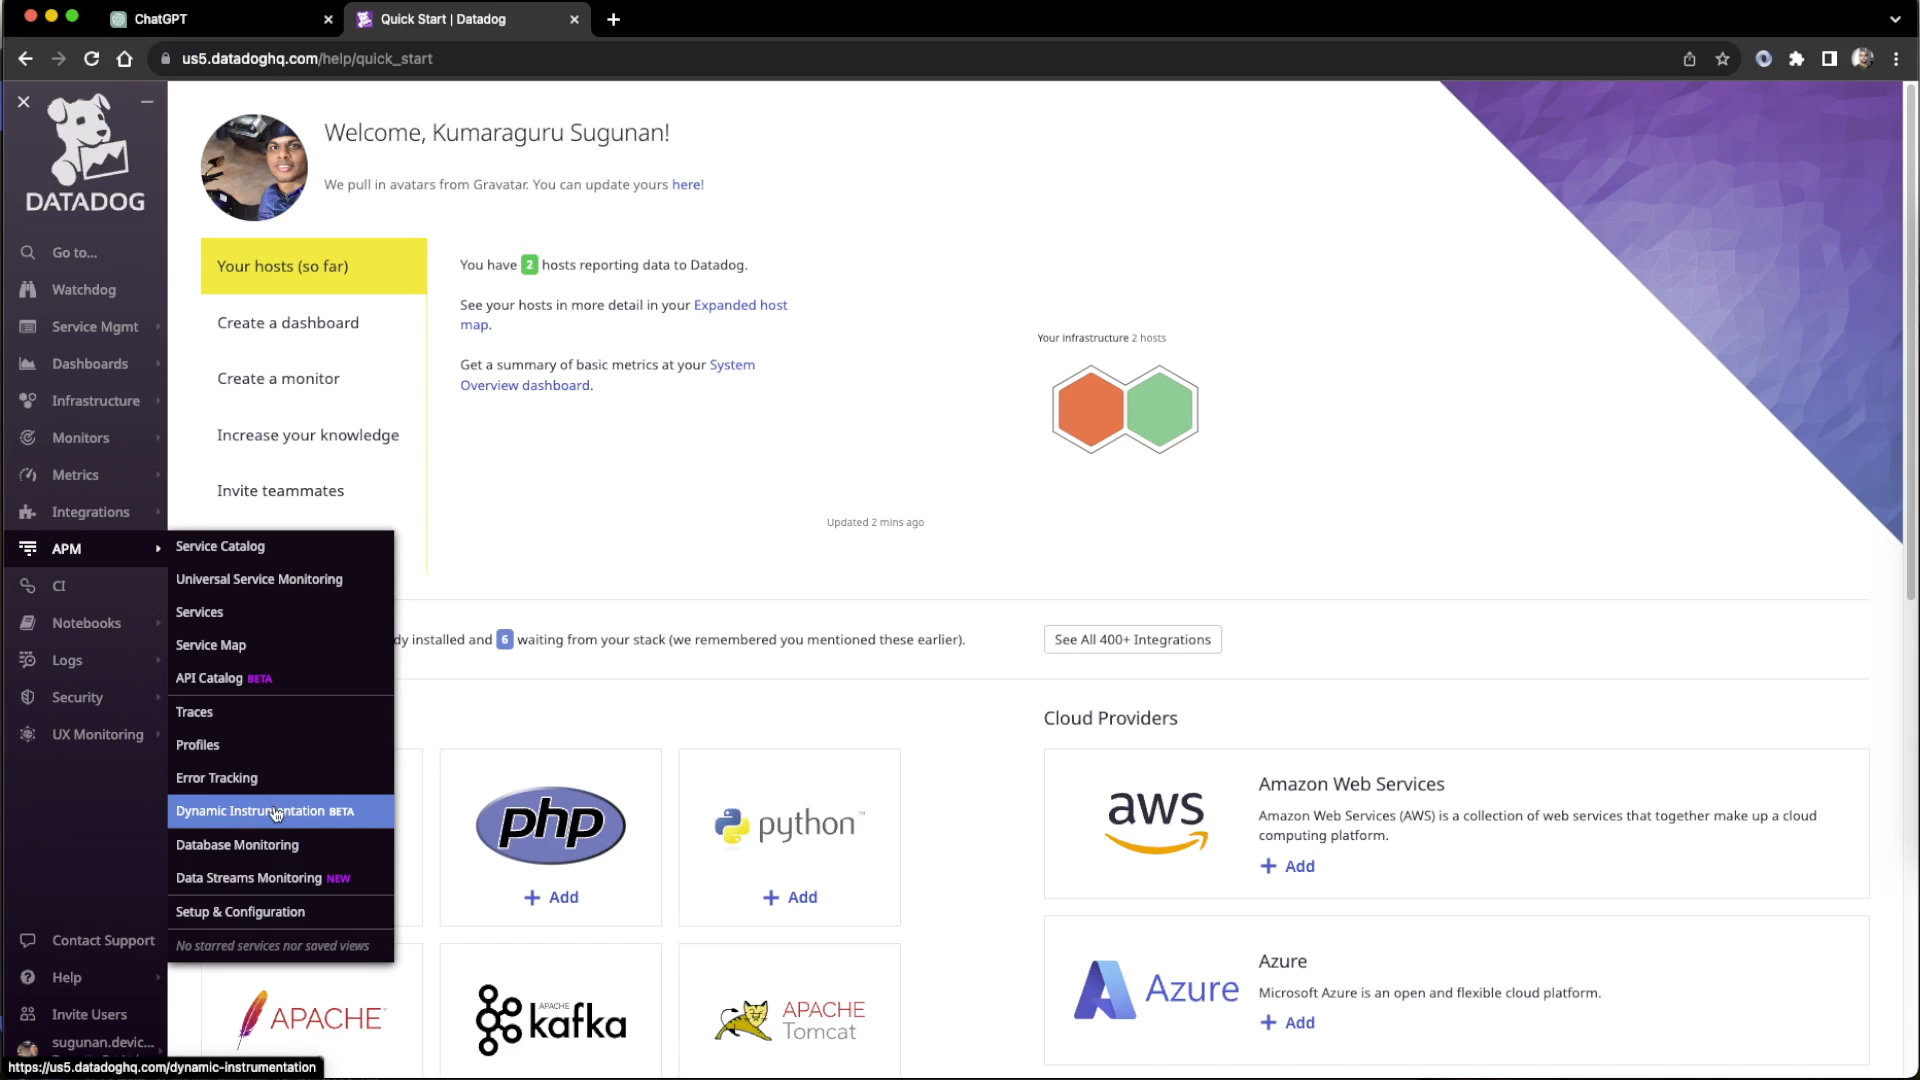 ChatGPT
Quick Start | Datadog
us5.datadoghq.com/help/quick_start
DATADOG
Go to...
Watchdog
Service Mgmt
Dashboards
Infrastructure
Monitors
Metrics
Integrations
APM
CI
Notebooks
Logs
Security
UX Monitoring
Contact Support
Help
Invite Users
sugunan.devic...
https://us5.datadoghq.com/dynamic-instrumentation
Service Catalog
Universal Service Monitoring
Services
Service Map
API Catalog BETA
Traces
Profiles
Error Tracking
Dynamic Instrumentation BETA
Database Monitoring
Data Streams Monitoring NEW
Setup & Configuration
No starred services nor saved views
Welcome, Kumaraguru Sugunan!
We pull in avatars from Gravatar. You can update yours here!
Your hosts (so far)
Create a dashboard
Create a monitor
Increase your knowledge
Invite teammates
You have 2 hosts reporting data to Datadog.
See your hosts in more detail in your Expanded host
map.
Get a summary of basic metrics at your System
Overview dashboard.
Your Infrastructure 2 hosts
Updated 2 mins ago
dy installed and 6 waiting from your stack (we remembered you mentioned these earlier).
See All 400+ Integrations
php
+ Add
python™
+ Add
APACHE
APACHE
kafka
APACHE
Tomcat
Cloud Providers
aws
Amazon Web Services
Amazon Web Services (AWS) is a collection of web services that together make up a cloud
computing platform.
+ Add
Azure
Azure
Microsoft Azure is an open and flexible cloud platform.
+ Add